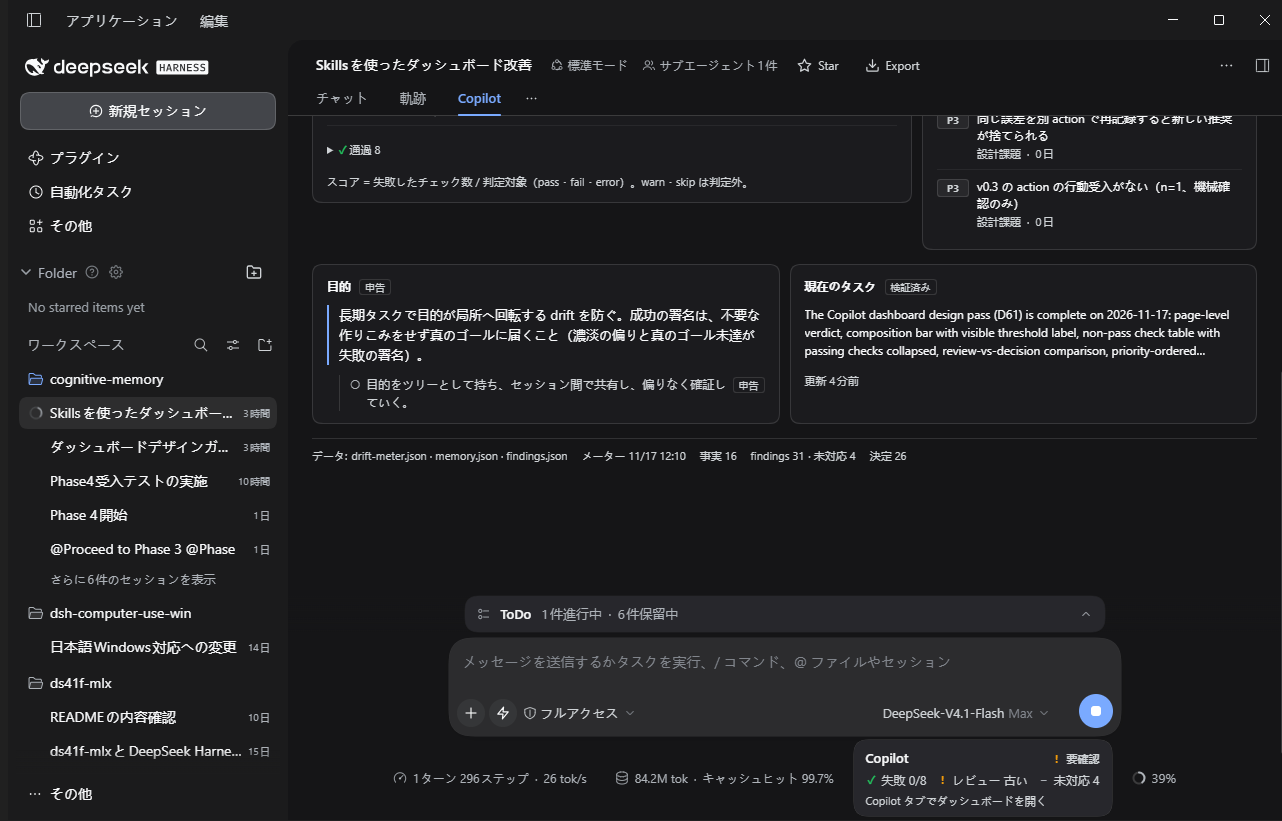 アプリケーション 編集
deepseek HARNESS
新規セッション
プラグイン
自動化タスク
その他
Folder
No starred items yet
ワークスペース
cognitive-memory
Skillsを使ったダッシュボー... 3時間
ダッシュボードデザインガ... 3時間
Phase4受入テストの実施 10時間
Phase 4開始 1日
@Proceed to Phase 3 @Phase 1日
さらに6件のセッションを表示
dsh-computer-use-win
日本語Windows対応への変更 14日
ds41f-mlx
READMEの内容確認 10日
ds41f-mlxとDeepSeek Harne... 15日
... その他
Skillsを使ったダッシュボード改善 標準モード サブエージェント1件 Star Export ...
チャット 軌跡 Copilot ...
▶ ✓通過 8
スコア = 失敗したチェック数 / 判定対象（pass · fail · error）。warn · skip は判定外。
P3 同じ誤差を別 action で再記録すると新しい推奨
が捨てられる
設計課題 · 0日
P3 v0.3 の action の行動受入がない（n=1、機械確
認のみ）
設計課題 · 0日
目的 申告
長期タスクで目的が局所へ回転する drift を防ぐ。成功の署名は、不要な
作りこみをせず真のゴールに届くこと（濃淡の偏りと真のゴール未達が
失敗の署名）。
目的をツリーとして持ち、セッション間で共有し、偏りなく確証し 申告
ていく。
現在のタスク 検証済み
The Copilot dashboard design pass (D61) is complete on 2026-11-17: page-level
verdict, composition bar with visible threshold label, non-pass check table with
passing checks collapsed, review-vs-decision comparison, priority-ordered...
更新 4分前
データ: drift-meter.json · memory.json · findings.json メーター 11/17 12:10 事実 16 findings 31 · 未対応 4 決定 26
ToDo 1件進行中 · 6件保留中
メッセージを送信するかタスクを実行、/ コマンド、@ ファイルやセッション
フルアクセス DeepSeek-V4.1-Flash Max
1ターン 296ステップ · 26 tok/s 84.2M tok · キャッシュヒット 99.7%
Copilot ! 要確認
✓ 失敗 0/8 ! レビュー 古い – 未対応 4
Copilot タブでダッシュボードを開く
39%